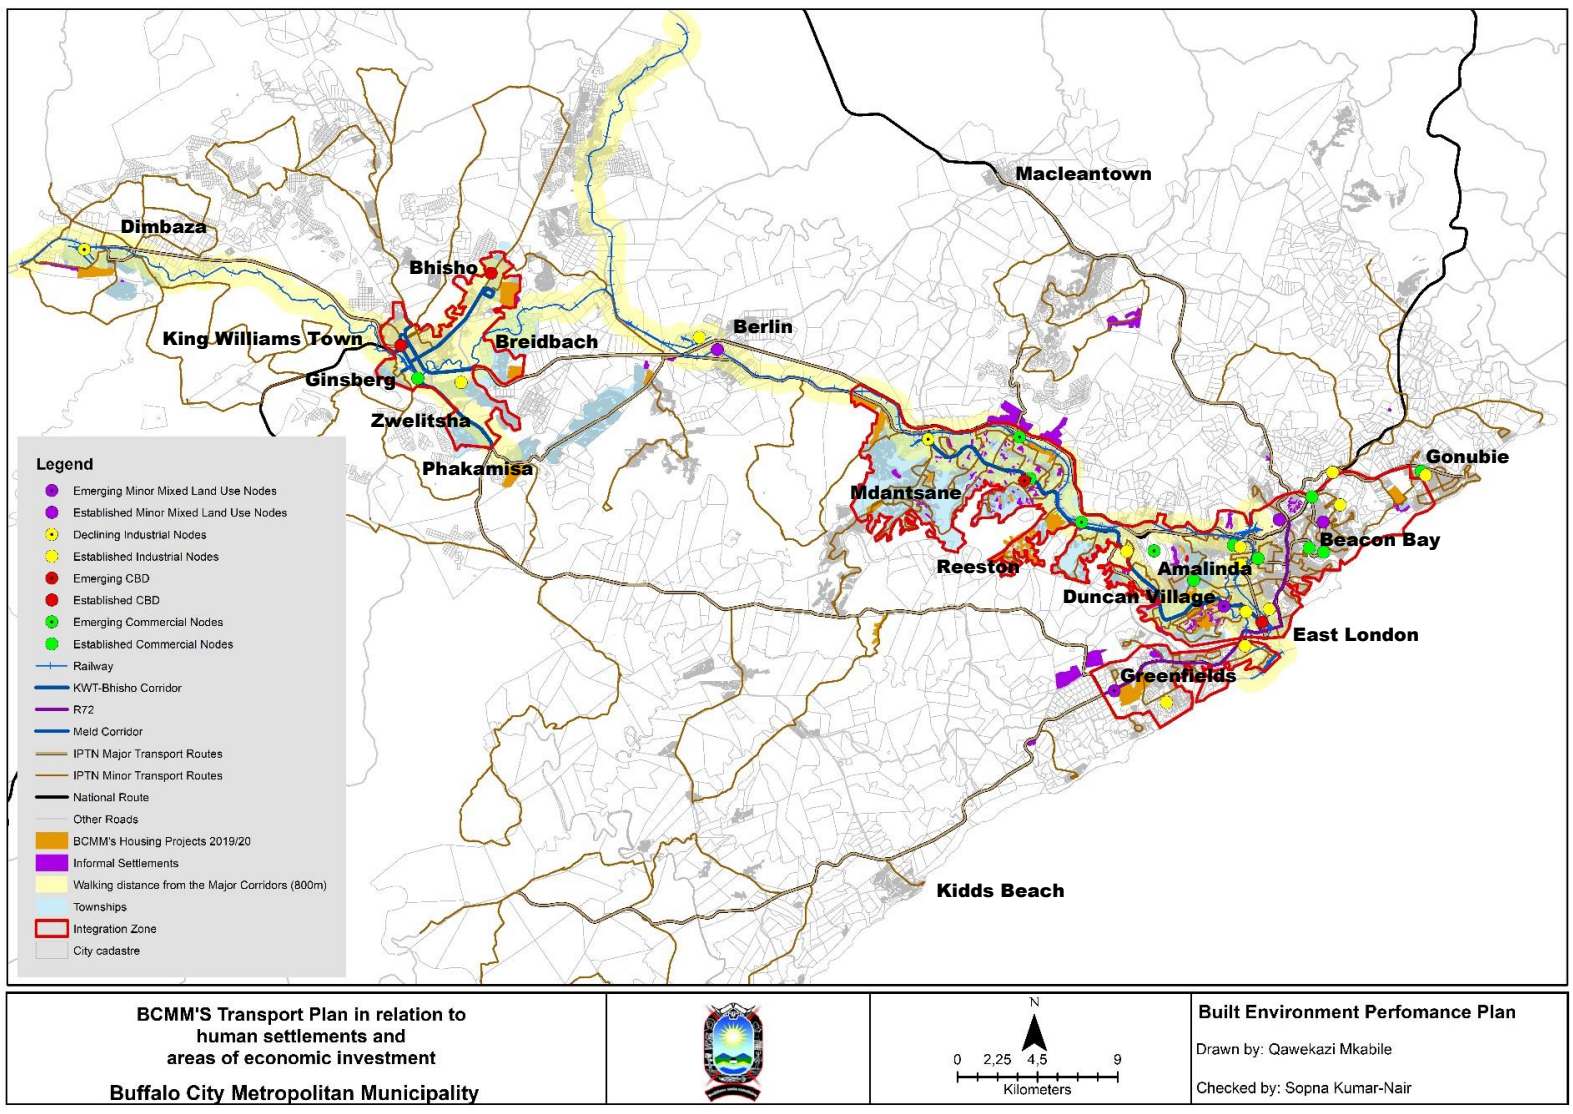 Macleantown
Dimbaza
Bhisho
Berlin
King Williams Town
Breidbach
Ginsberg
Zwelitsha
Phakamisa
Gonubie
Mdantsane
Beacon Bay
Reeston
Amalinda
Duncan Village
East London
Greenfields
Kidds Beach
Legend
Emerging Minor Mixed Land Use Nodes
Established Minor Mixed Land Use Nodes
Declining Industrial Nodes
Established Industrial Nodes
Emerging CBD
Established CBD
Emerging Commercial Nodes
Established Commercial Nodes
Railway
KWT-Bhisho Corridor
R72
Meld Corridor
IPTN Major Transport Routes
IPTN Minor Transport Routes
National Route
Other Roads
BCMM's Housing Projects 2019/20
Informal Settlements
Walking distance from the Major Corridors (800m)
Townships
Integration Zone
City cadastre
BCMM'S Transport Plan in relation to
human settlements and
areas of economic investment
Buffalo City Metropolitan Municipality
N
0 2,25 4,5 9
Kilometers
Built Environment Perfomance Plan
Drawn by: Qawekazi Mkabile
Checked by: Sopna Kumar-Nair